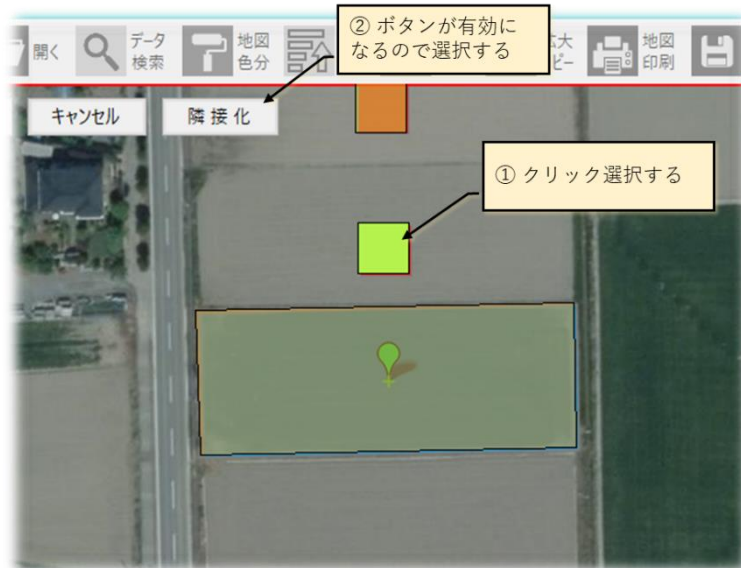 ② ボタンが有効に
なるので選択する
開く
データ
検索
地図
色分
拡大
ピー
地図
印刷
キャンセル
隣 接 化
① クリック選択する